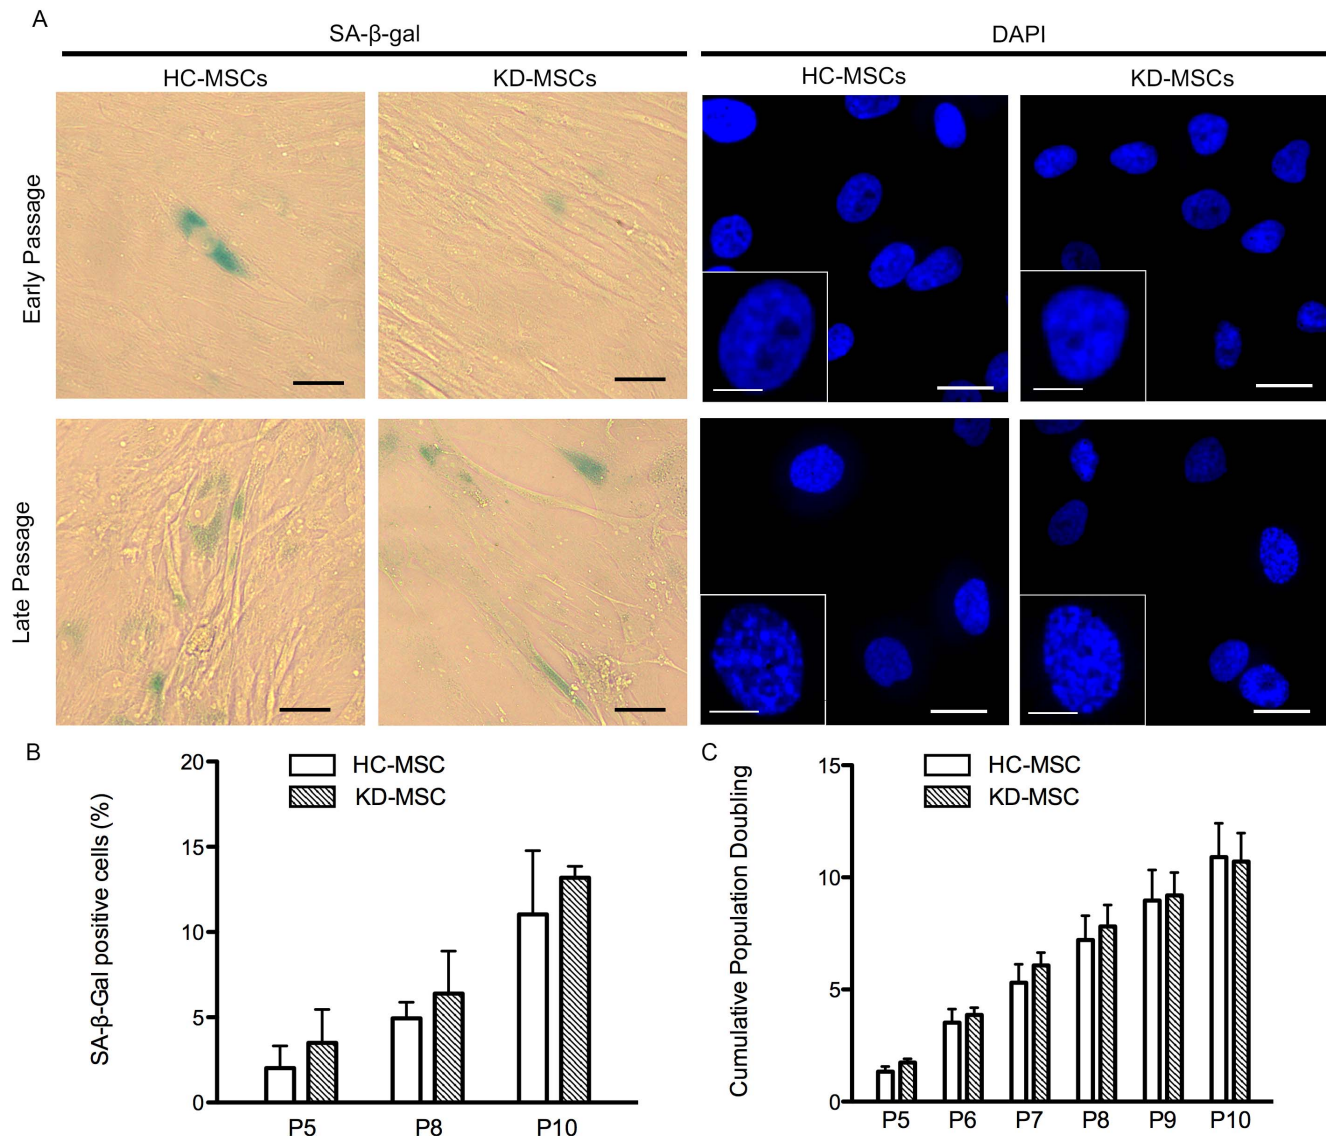 A
SA-β-gal
DAPI
HC-MSCs
KD-MSCs
HC-MSCs
KD-MSCs
Early Passage
Late Passage
B
20
15
10
5
0
SA-β-Gal positive cells (%)
HC-MSC
KD-MSC
P5
P8
P10
C
15
10
5
0
Cumulative Population Doubling
HC-MSC
KD-MSC
P5
P6
P7
P8
P9
P10